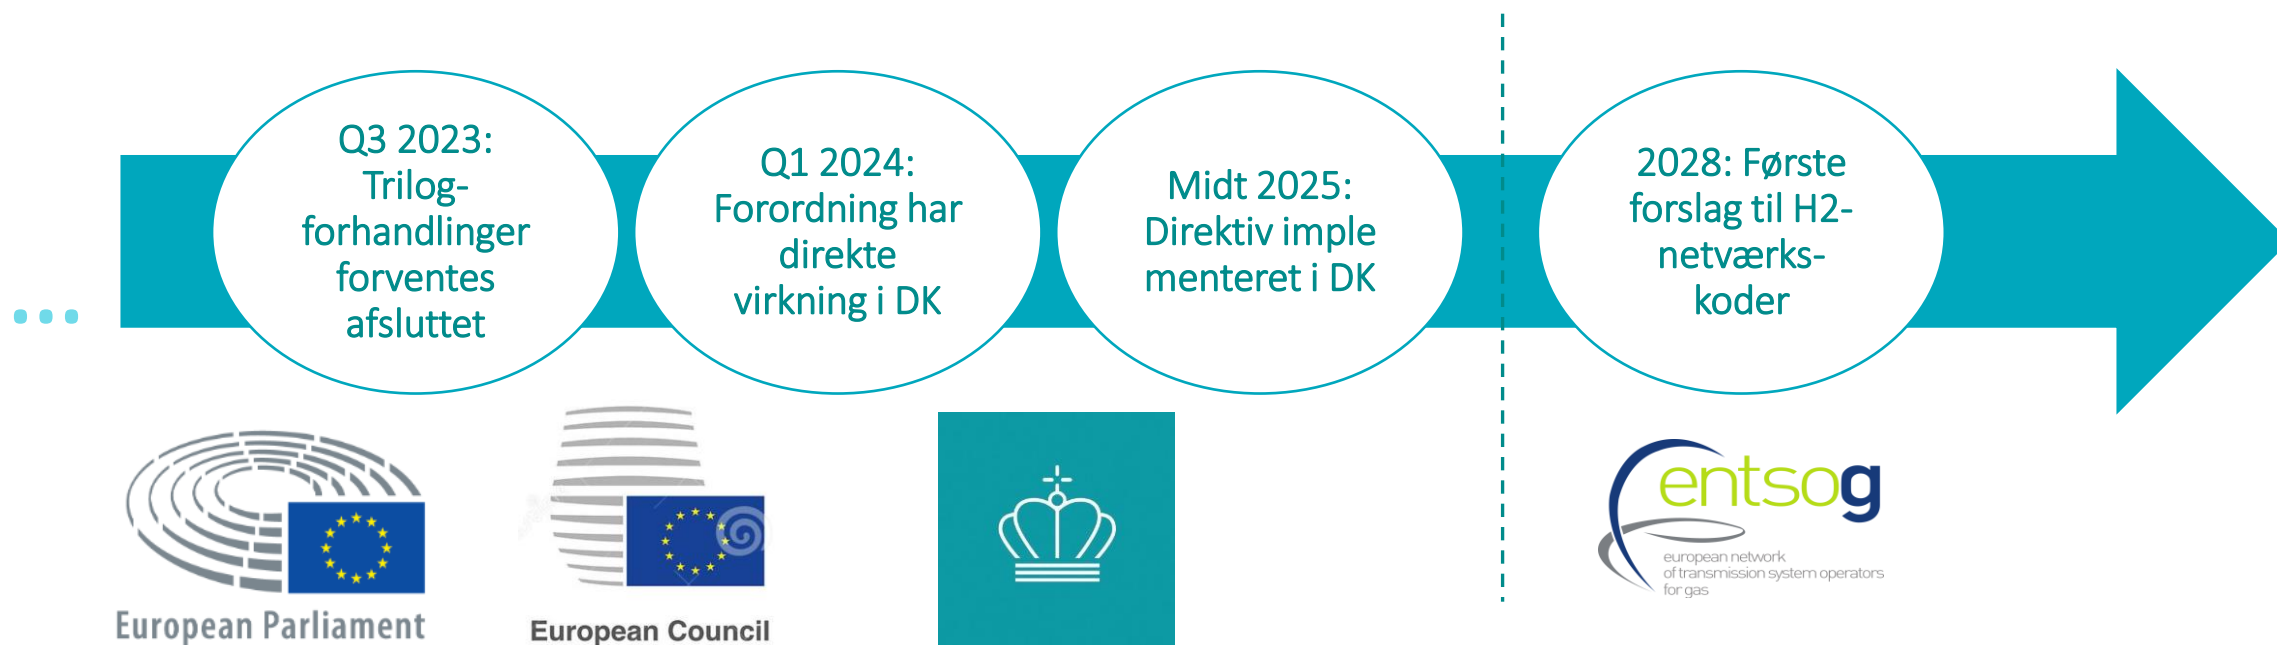 Q3 2023:
Trilog-
forhandlinger
forventes
afsluttet
Q1 2024:
Forordning har
direkte
virkning i DK
Midt 2025:
Direktiv imple
menteret i DK
2028: Første
forslag til H2-
netværks-
koder
...
European Parliament
European Council
entsog
european network
of transmission system operators
for gas